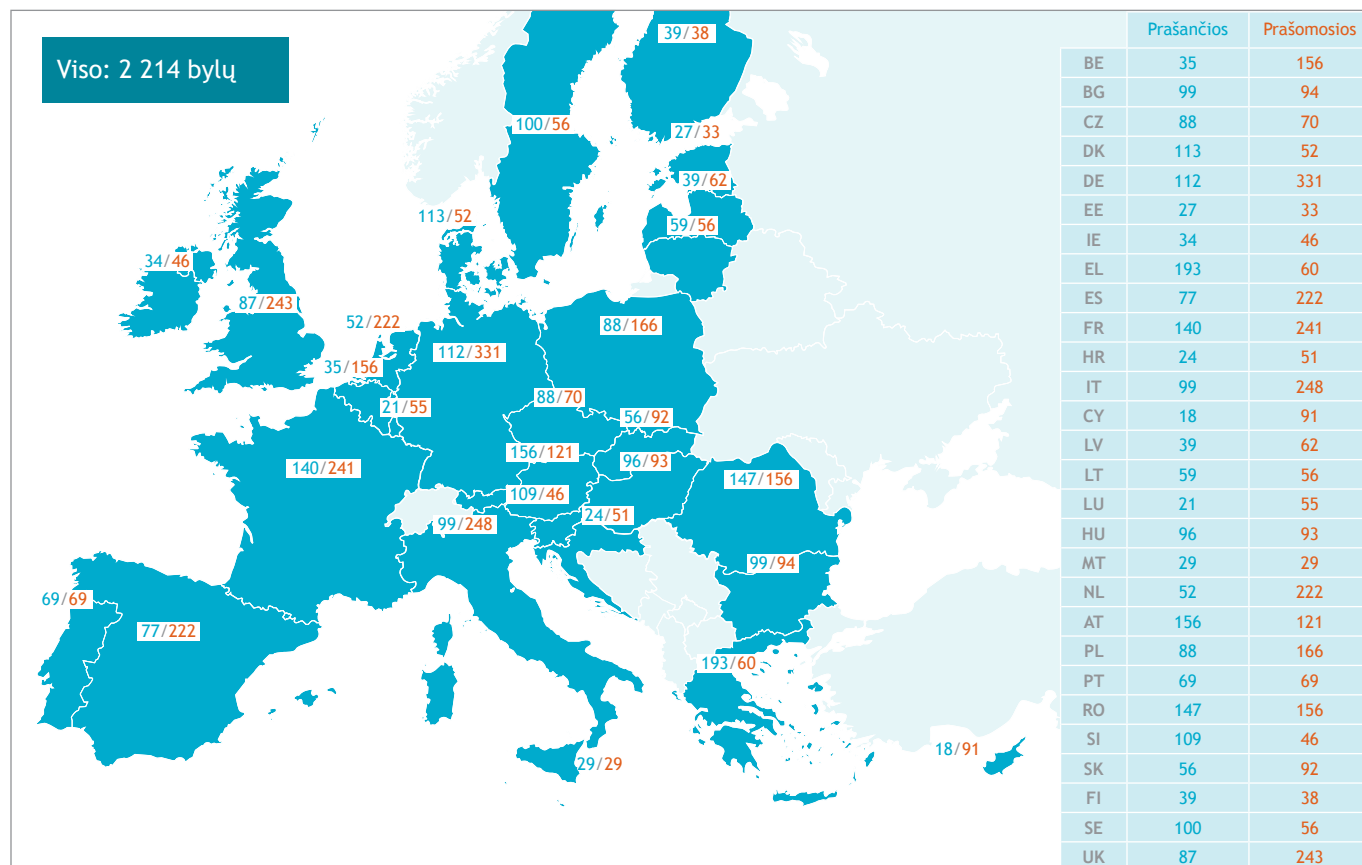 Viso: 2 214 bylų
39/38
100/56
27/33
39/62
113/52
59/56
34/46
87/243
52/222
88/166
112/331
35/156
88/70
21/55
56/92
156/121
96/93
140/241
147/156
109/46
24/51
99/248
99/94
69/69
77/222
193/60
18/91
29/29
Prašančios Prašomosios
BE 35 156
BG 99 94
CZ 88 70
DK 113 52
DE 112 331
EE 27 33
IE 34 46
EL 193 60
ES 77 222
FR 140 241
HR 24 51
IT 99 248
CY 18 91
LV 39 62
LT 59 56
LU 21 55
HU 96 93
MT 29 29
NL 52 222
AT 156 121
PL 88 166
PT 69 69
RO 147 156
SI 109 46
SK 56 92
FI 39 38
SE 100 56
UK 87 243